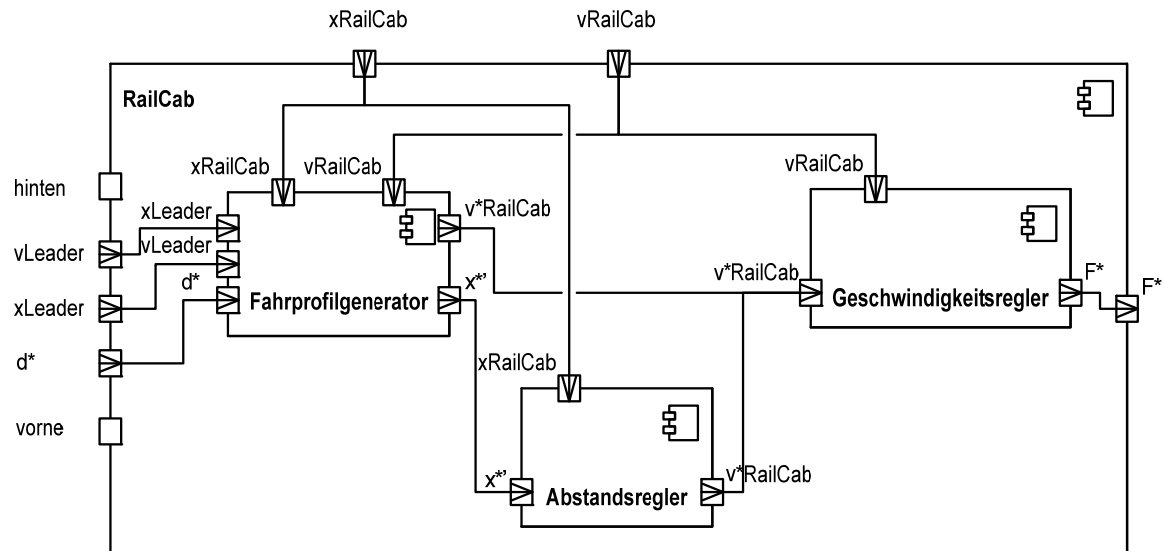 xRailCab
vRailCab
RailCab
xRailCab
vRailCab
vRailCab
hinten
xLeader
v*RailCab
vLeader
vLeader
v*RailCab
F*
F*
xLeader
d*
Fahrprofilgenerator
x*'
Geschwindigkeitsregler
d*
xRailCab
vorne
x*'
Abstandsregler
v*RailCab